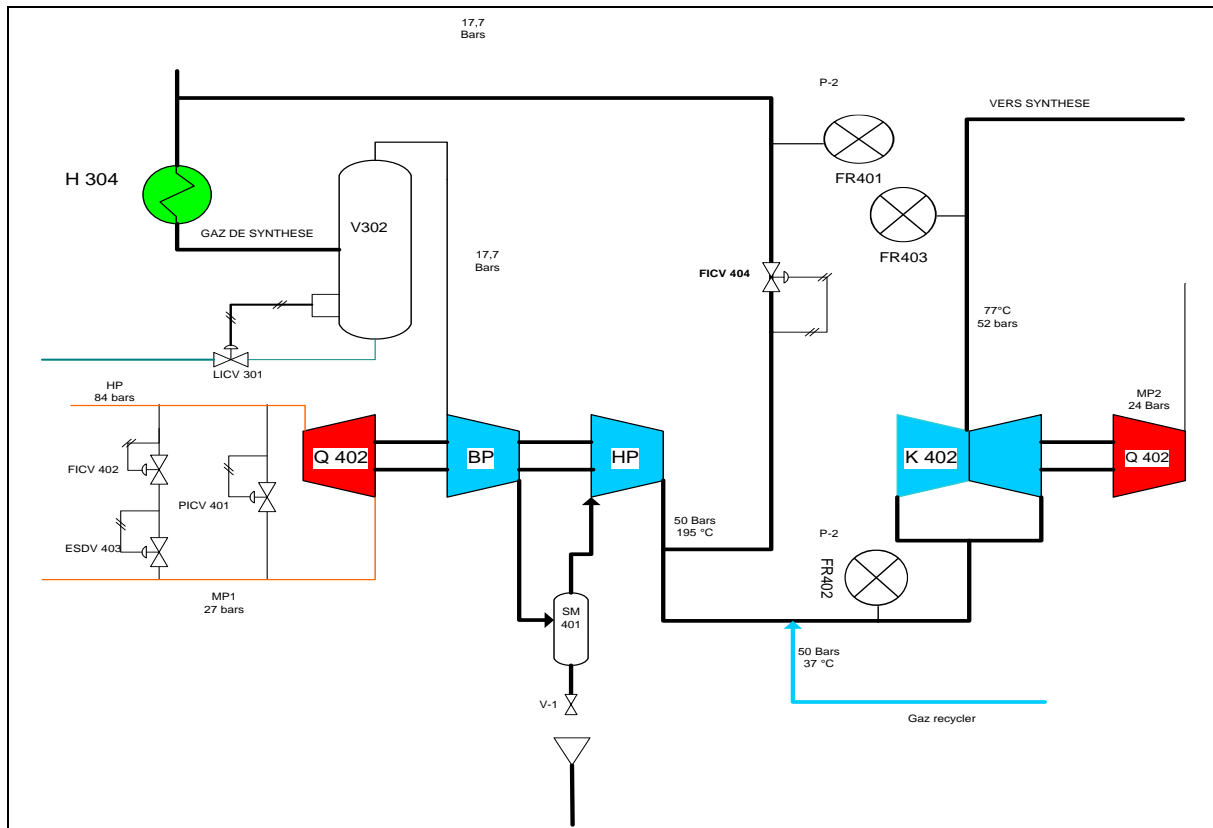 17,7
Bars
P-2
VERS SYNTHESE
H 304
FR401
V302
GAZ DE SYNTHESE
FR403
17,7
Bars
FICV 404
77°C
52 bars
LICV 301
HP
84 bars
MP2
24 Bars
FICV 402
Q 402
BP
HP
K 402
Q 402
PICV 401
50 Bars
195 °C
P-2
ESDV 403
FR402
MP1
27 bars
SM
401
50 Bars
37 °C
V-1
Gaz recycler